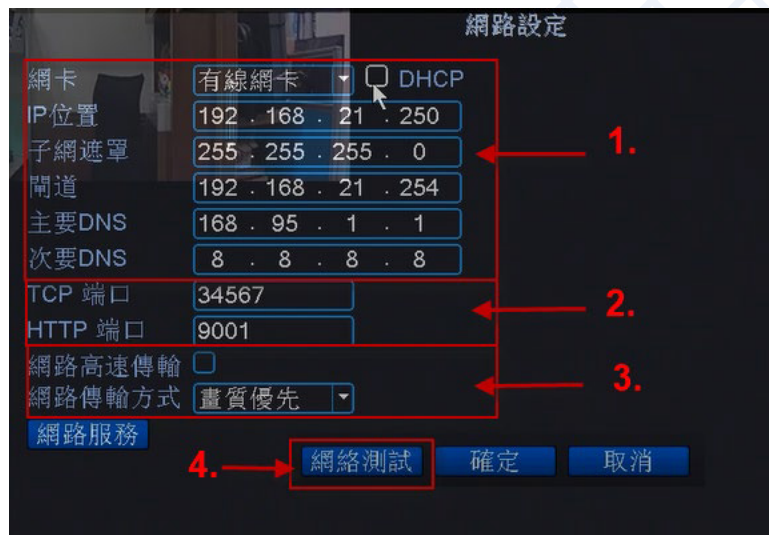 網路設定
網卡 有線網卡 DHCP
IP位置 192 . 168 . 21 . 250
子網遮罩 255 . 255 . 255 . 0
閘道 192 . 168 . 21 . 254
1.
主要DNS 168 . 95 . 1 . 1
次要DNS 8 . 8 . 8 . 8
TCP 端口 34567
2.
HTTP 端口 9001
網路高速傳輸
3.
網路傳輸方式 畫質優先
網路服務
4. 網絡測試 確定 取消